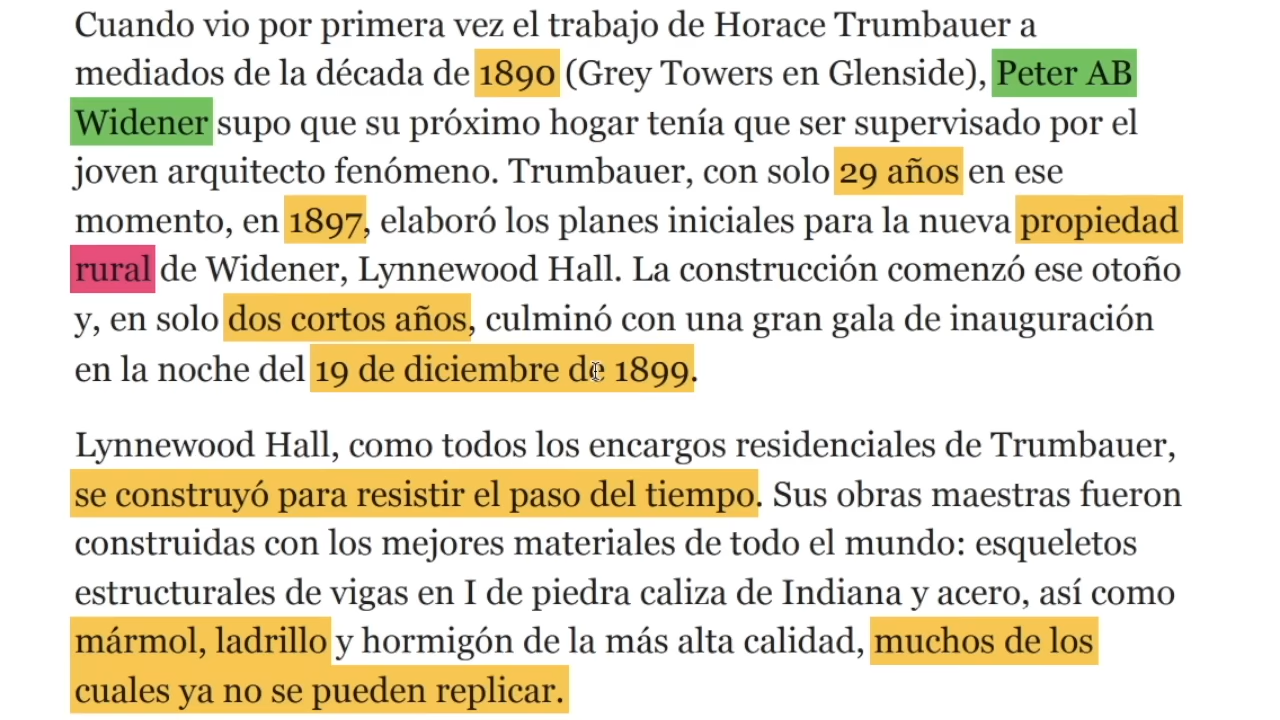 Cuando vio por primera vez el trabajo de Horace Trumbauer a
mediados de la década de 1890 (Grey Towers en Glenside), Peter AB
Widener supo que su próximo hogar tenía que ser supervisado por el
joven arquitecto fenómeno. Trumbauer, con solo 29 años en ese
momento, en 1897, elaboró los planes iniciales para la nueva propiedad
rural de Widener, Lynnewood Hall. La construcción comenzó ese otoño
y, en solo dos cortos años, culminó con una gran gala de inauguración
en la noche del 19 de diciembre de 1899.
Lynnewood Hall, como todos los encargos residenciales de Trumbauer,
se construyó para resistir el paso del tiempo. Sus obras maestras fueron
construidas con los mejores materiales de todo el mundo: esqueletos
estructurales de vigas en I de piedra caliza de Indiana y acero, así como
mármol, ladrillo y hormigón de la más alta calidad, muchos de los
cuales ya no se pueden replicar.